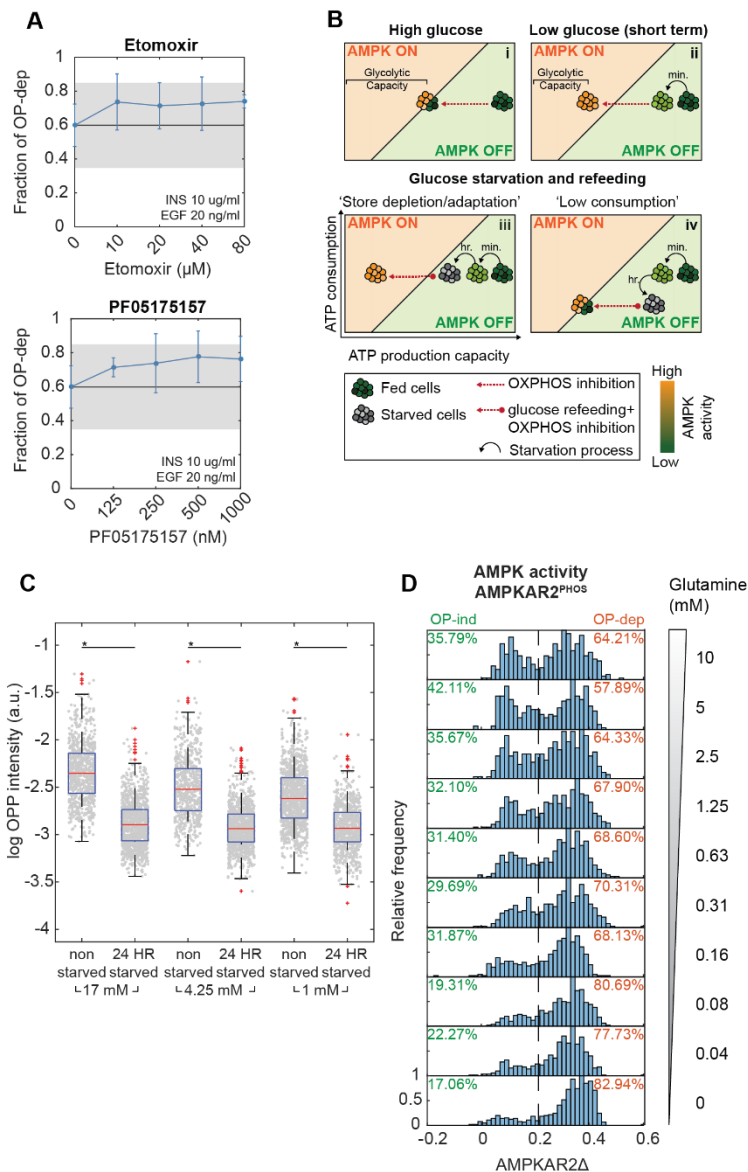 A
Etomoxir
Fraction of OP-dep
1
0.8
0.6
0.4
0.2
0
INS 10 ug/ml
EGF 20 ng/ml
0
10
20
40
80
Etomoxir (µM)
PF05175157
Fraction of OP-dep
1
0.8
0.6
0.4
0.2
0
INS 10 ug/ml
EGF 20 ng/ml
0
125
250
500
1000
PF05175157 (nM)
B
High glucose
AMPK ON
i
Glycolytic
Capacity
AMPK OFF
Low glucose (short term)
AMPK ON
ii
Glycolytic
Capacity
min.
AMPK OFF
Glucose starvation and refeeding
'Store depletion/adaptation'
'Low consumption'
AMPK ON
iii
hr.
min.
AMPK OFF
AMPK ON
iv
min.
hr.
AMPK OFF
ATP consumption
ATP production capacity
Fed cells
Starved cells
OXPHOS inhibition
glucose refeeding+
OXPHOS inhibition
Starvation process
High
Low
AMPK
activity
C
log OPP intensity (a.u.)
-1
-1.5
-2
-2.5
-3
-3.5
-4
*
*
*
non
starved
24 HR
starved
non
starved
24 HR
starved
non
starved
24 HR
starved
17 mM
4.25 mM
1 mM
D
AMPK activity
AMPKAR2PHOS
Glutamine
(mM)
OP-ind
OP-dep
35.79%
64.21%
10
42.11%
57.89%
5
35.67%
64.33%
2.5
32.10%
67.90%
1.25
31.40%
68.60%
0.63
29.69%
70.31%
0.31
31.87%
68.13%
0.16
19.31%
80.69%
0.08
22.27%
77.73%
0.04
17.06%
82.94%
0
Relative frequency
1
0.5
0
-0.2
0
0.2
0.4
0.6
AMPKAR2Δ